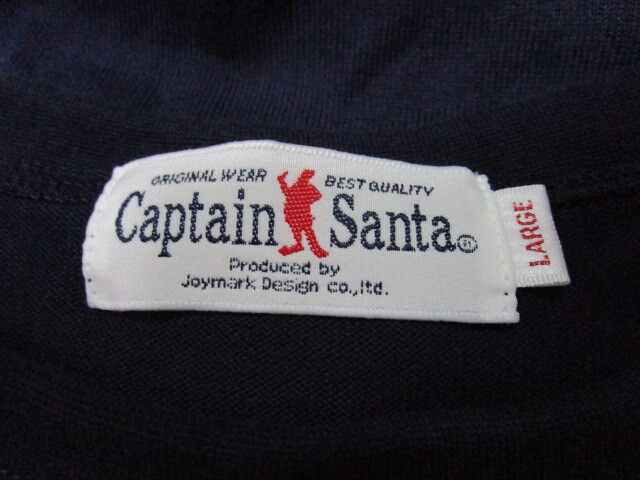 ORIGINAL WEAR BEST QUALITY
Captain Santa®
Produced by
Joymark Design co.,ltd.
LARGE